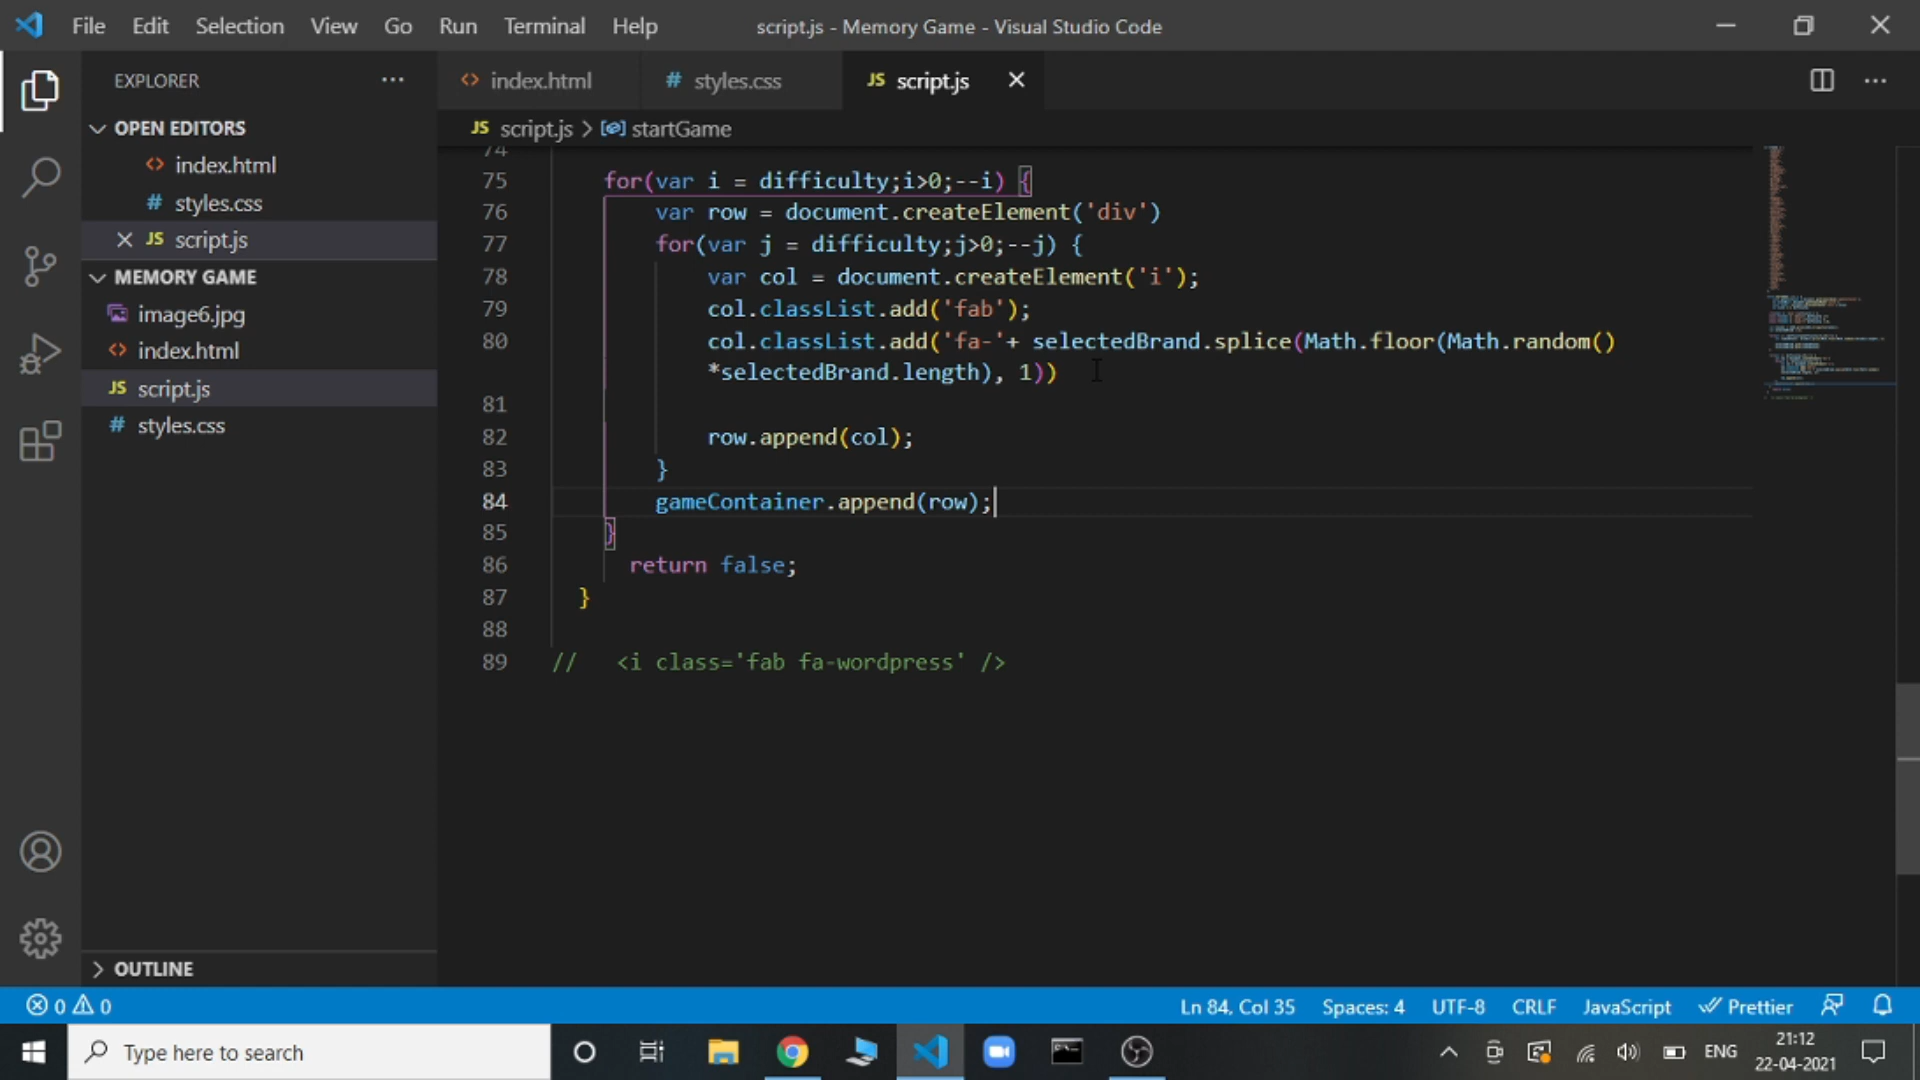 File Edit Selection View Go Run Terminal Help script.js - Memory Game - Visual Studio Code
EXPLORER ...
OPEN EDITORS
<> index.html
# styles.css
JS script.js
MEMORY GAME
image6.jpg
<> index.html
JS script.js
# styles.css
OUTLINE
<> index.html # styles.css JS script.js
JS script.js > startGame
74
75 for(var i = difficulty;i>0;--i) {
76 var row = document.createElement('div')
77 for(var j = difficulty;j>0;--j) {
78 var col = document.createElement('i');
79 col.classList.add('fab');
80 col.classList.add('fa-'+ selectedBrand.splice(Math.floor(Math.random()
*selectedBrand.length), 1))
81
82 row.append(col);
83 }
84 gameContainer.append(row);
85 }
86 return false;
87 }
88
89 // <i class='fab fa-wordpress' />
0 0 Ln 84, Col 35 Spaces: 4 UTF-8 CRLF JavaScript Prettier
Type here to search
ENG
21:12
22-04-2021